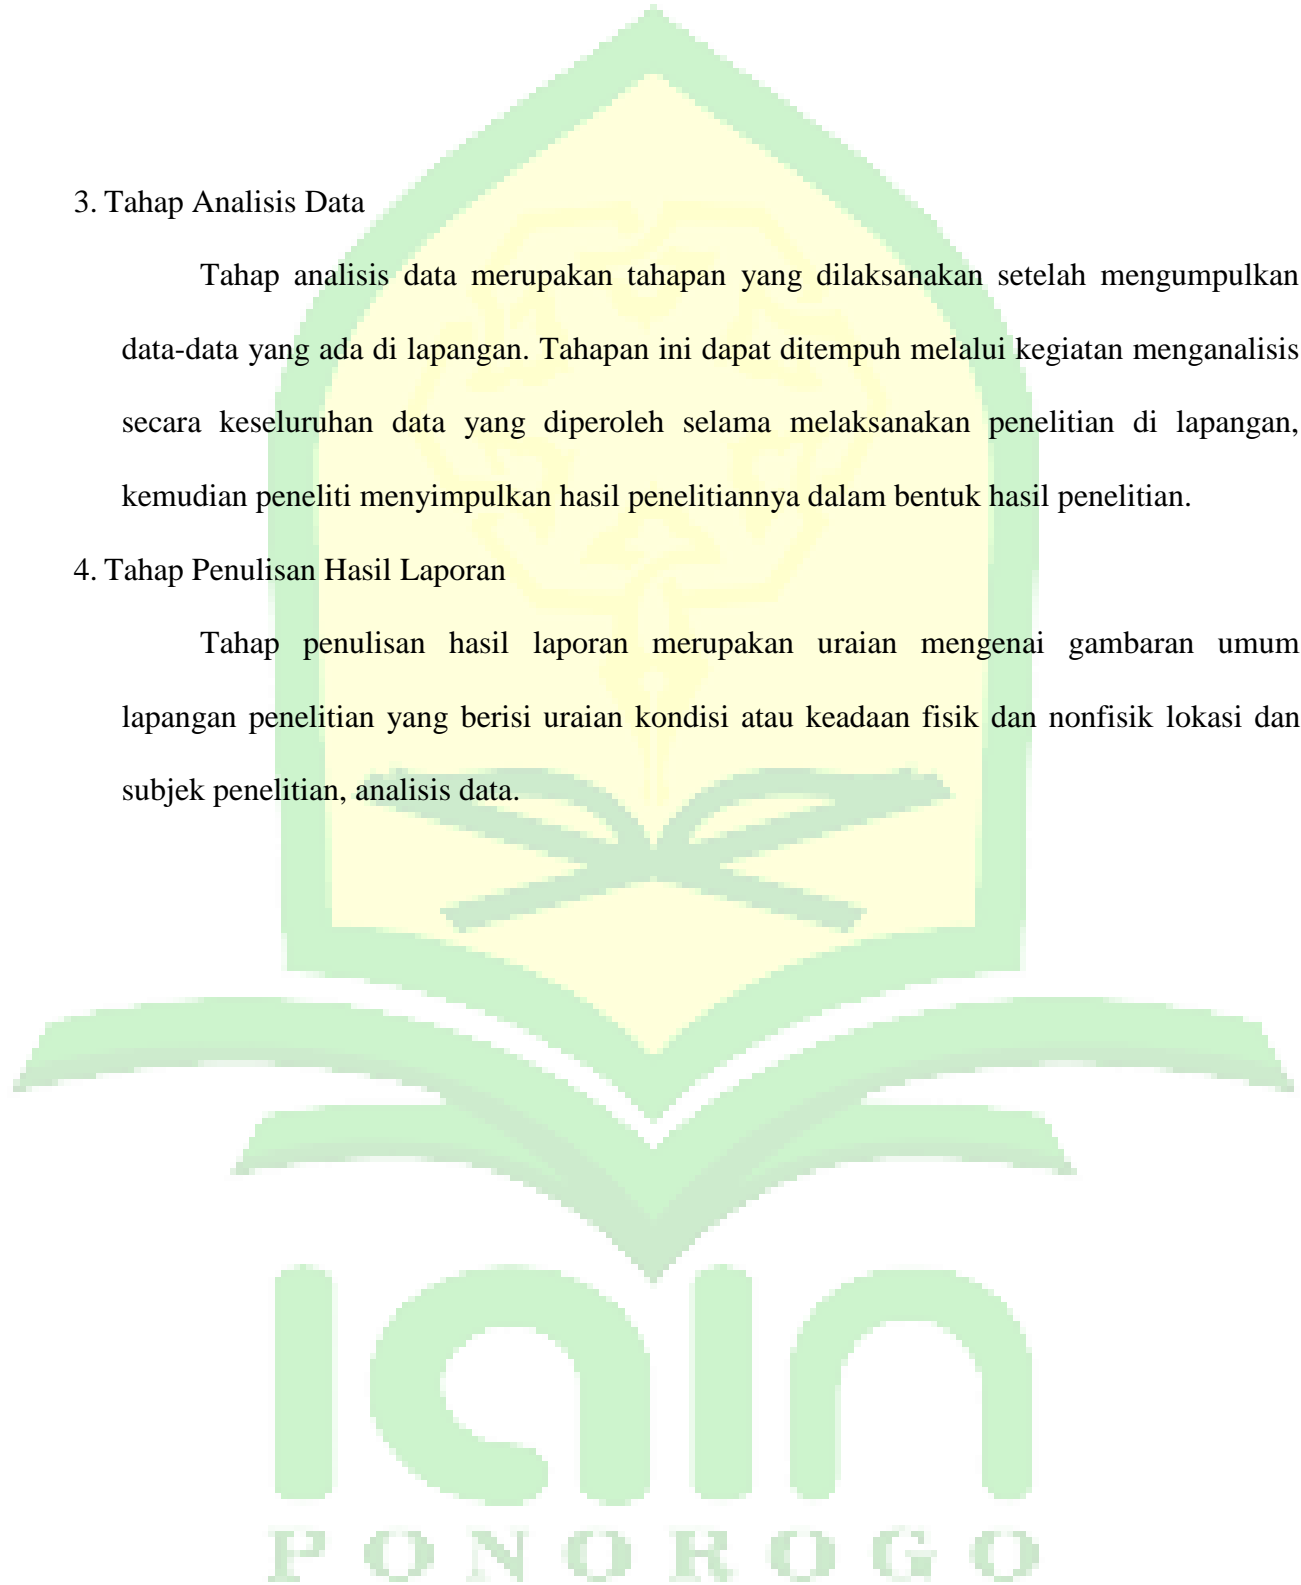 3. Tahap Analisis Data
Tahap analisis data merupakan tahapan yang dilaksanakan setelah mengumpulkan
data-data yang ada di lapangan. Tahapan ini dapat ditempuh melalui kegiatan menganalisis
secara keseluruhan data yang diperoleh selama melaksanakan penelitian di lapangan,
kemudian peneliti menyimpulkan hasil penelitiannya dalam bentuk hasil penelitian.
4. Tahap Penulisan Hasil Laporan
Tahap penulisan hasil laporan merupakan uraian mengenai gambaran umum
lapangan penelitian yang berisi uraian kondisi atau keadaan fisik dan nonfisik lokasi dan
subjek penelitian, analisis data.
iain
PONOROGO